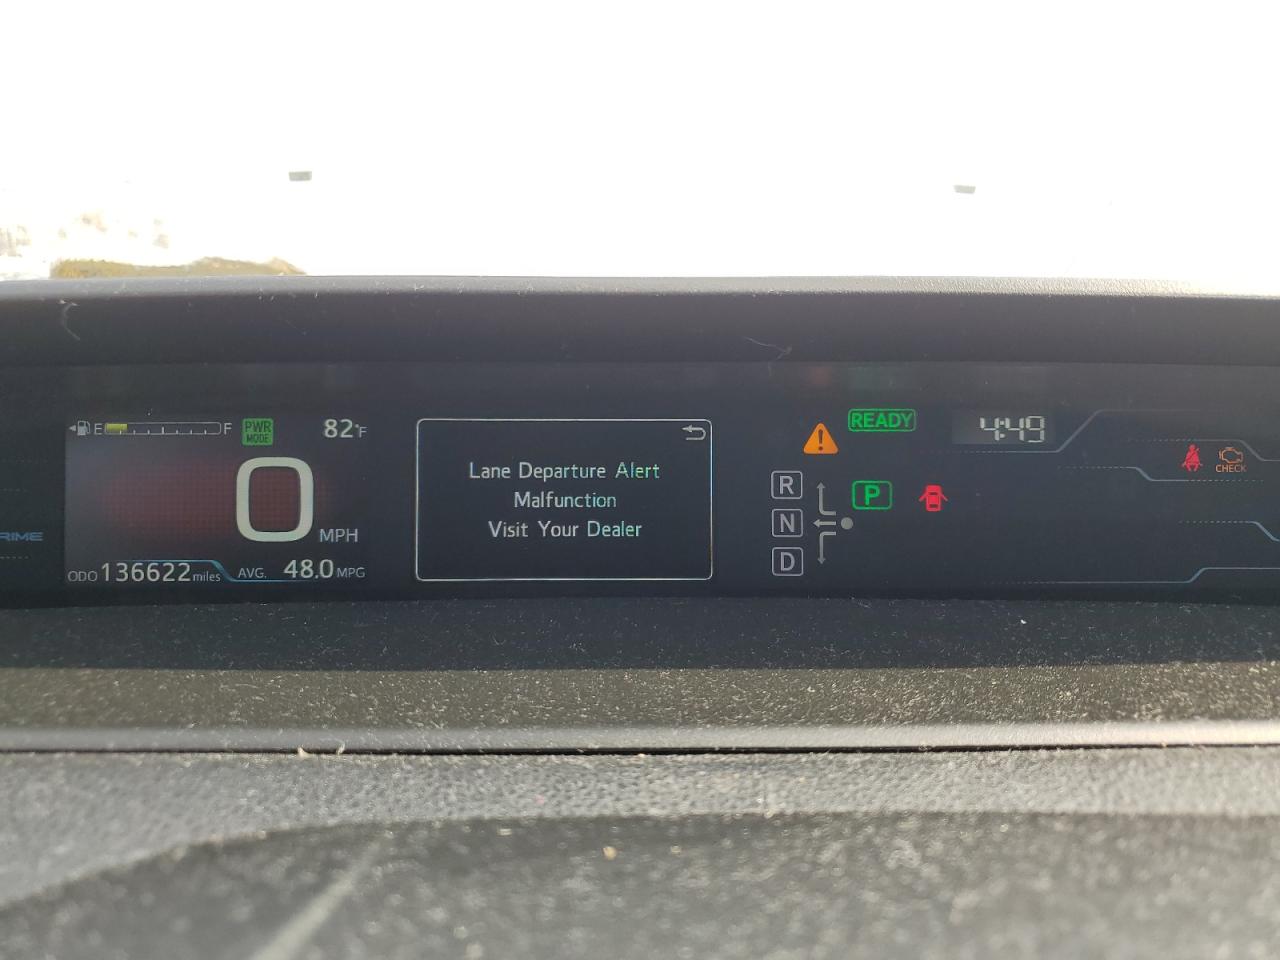 E F
PWR MODE
82°F
0 MPH
ODO 136622 miles
AVG. 48.0 MPG
Lane Departure Alert
Malfunction
Visit Your Dealer
READY
4:49
R
N
D
P
CHECK